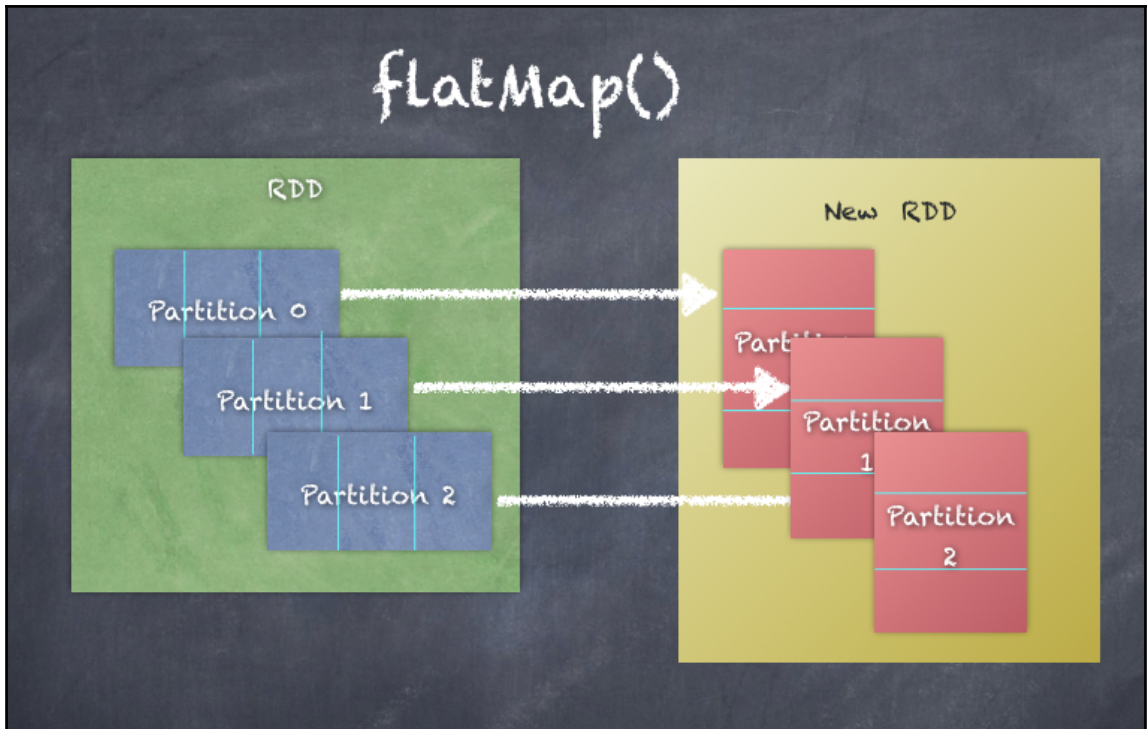 flatMap()
RDD
New RDD
Partition 0
Partition 1
Partition 2
Partition
1
Partition
2